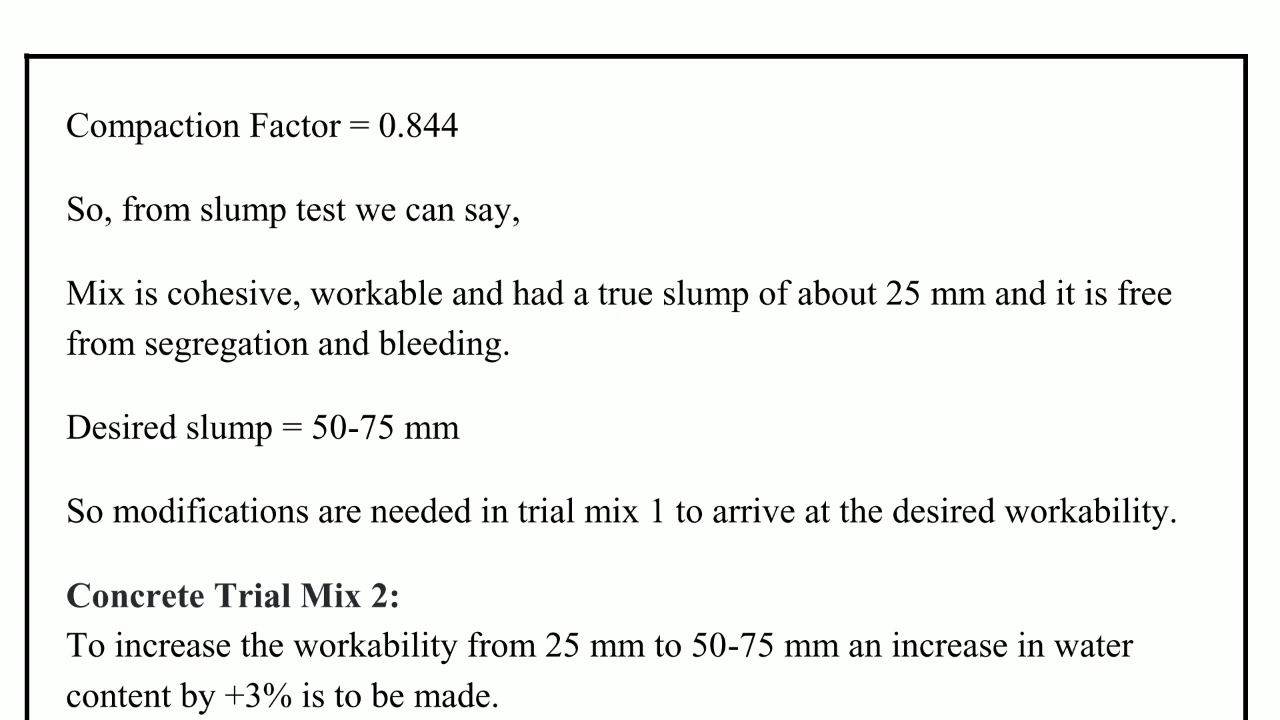 Compaction Factor = 0.844
So, from slump test we can say,
Mix is cohesive, workable and had a true slump of about 25 mm and it is free
from segregation and bleeding.
Desired slump = 50-75 mm
So modifications are needed in trial mix 1 to arrive at the desired workability.
Concrete Trial Mix 2:
To increase the workability from 25 mm to 50-75 mm an increase in water
content by +3% is to be made.